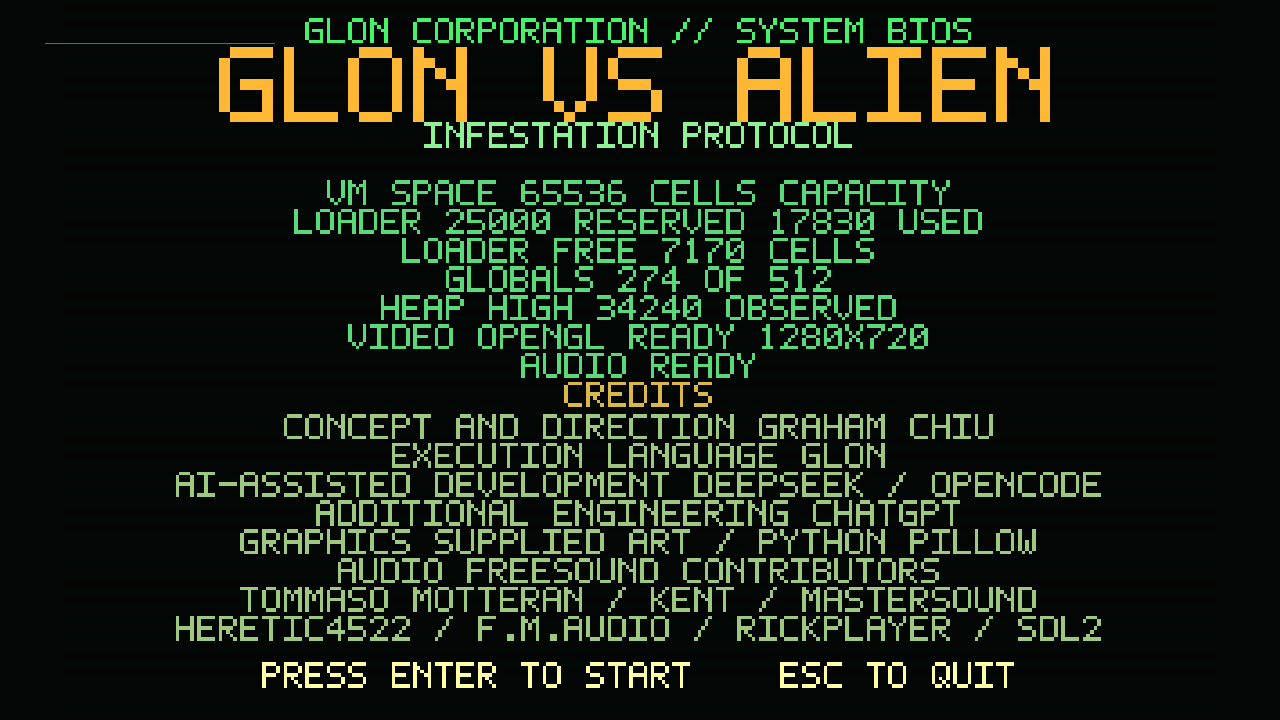 GLON CORPORATION // SYSTEM BIOS
GLON VS ALIEN
INFESTATION PROTOCOL
VM SPACE 65536 CELLS CAPACITY
LOADER 25000 RESERVED 17830 USED
LOADER FREE 7170 CELLS
GLOBALS 274 OF 512
HEAP HIGH 34240 OBSERVED
VIDEO OPENGL READY 1280X720
AUDIO READY
CREDITS
CONCEPT AND DIRECTION GRAHAM CHIU
EXECUTION LANGUAGE GLON
AI-ASSISTED DEVELOPMENT DEEPSEEK / OPENCODE
ADDITIONAL ENGINEERING CHATGPT
GRAPHICS SUPPLIED ART / PYTHON PILLOW
AUDIO FREESOUND CONTRIBUTORS
TOMMASO MOTTERAN / KENT / MASTERSOUND
HERETIC4522 / F.M.AUDIO / RICKPLAYER / SDL2
PRESS ENTER TO START    ESC TO QUIT